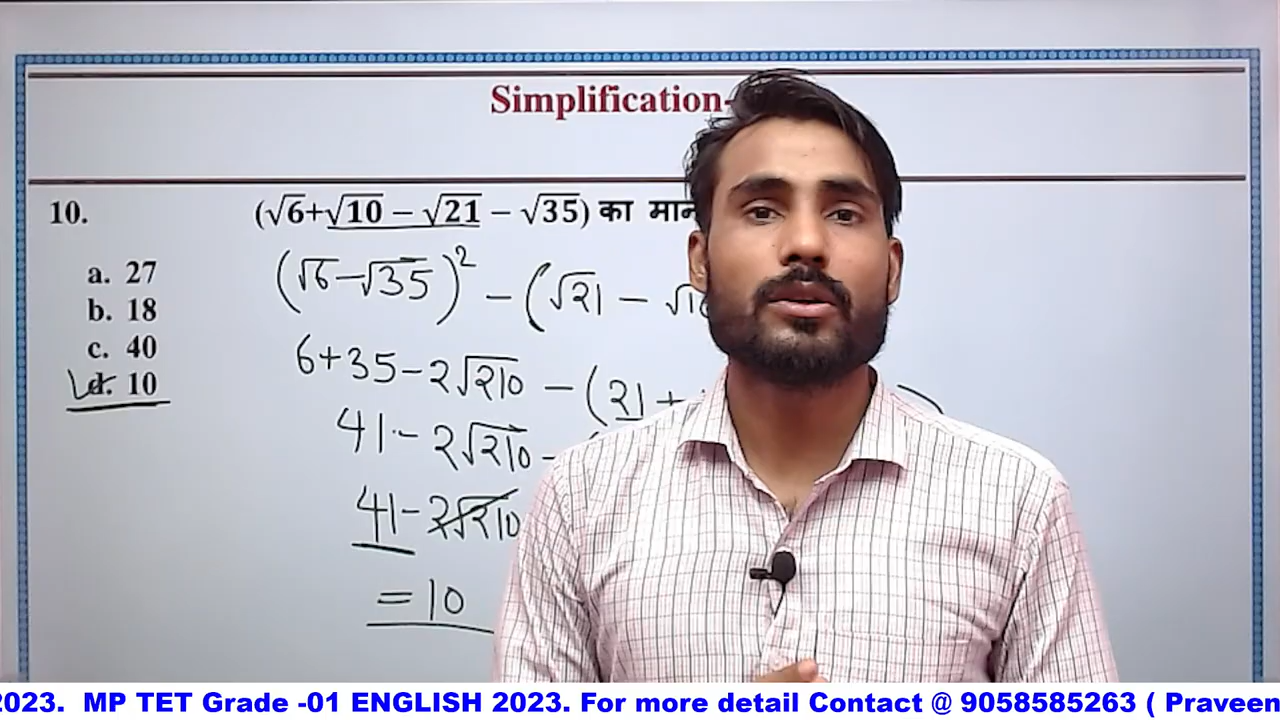 Simplification-
10. (√6+√10 − √21 − √35) का मान
a. 27
b. 18
c. 40
d. 10
(√6−√35)² − (√21 − √10
6+35−2√210 − (21 +
41 − 2√210 −
41 − 2√210
= 10
2023. MP TET Grade -01 ENGLISH 2023. For more detail Contact @ 9058585263 ( Praveen